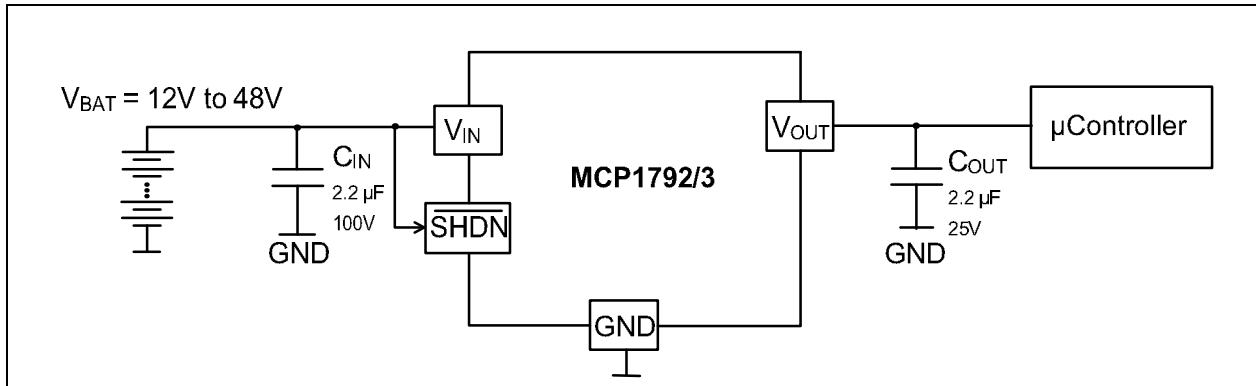 V_BAT = 12V to 48V
V_IN
C_IN
2.2 µF
100V
GND
SHDN
MCP1792/3
GND
V_OUT
C_OUT
2.2 µF
25V
GND
µController